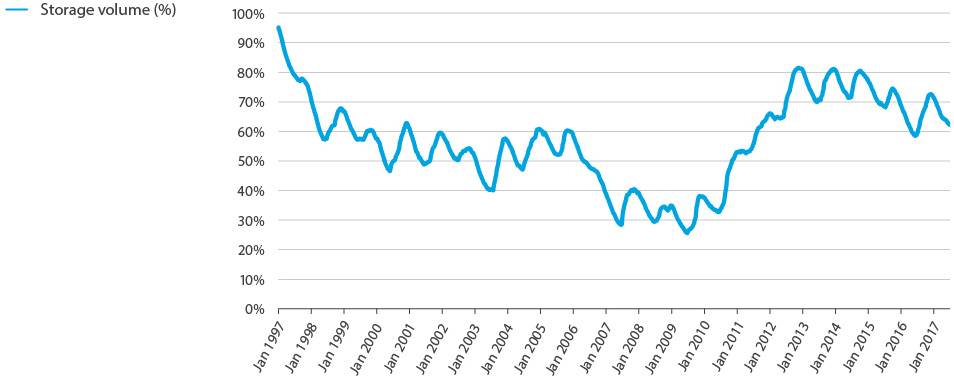 Storage volume (%)
100%
90%
80%
70%
60%
50%
40%
30%
20%
10%
0%
Jan 1997
Jan 1998
Jan 1999
Jan 2000
Jan 2001
Jan 2002
Jan 2003
Jan 2004
Jan 2005
Jan 2006
Jan 2007
Jan 2008
Jan 2009
Jan 2010
Jan 2011
Jan 2012
Jan 2013
Jan 2014
Jan 2015
Jan 2016
Jan 2017